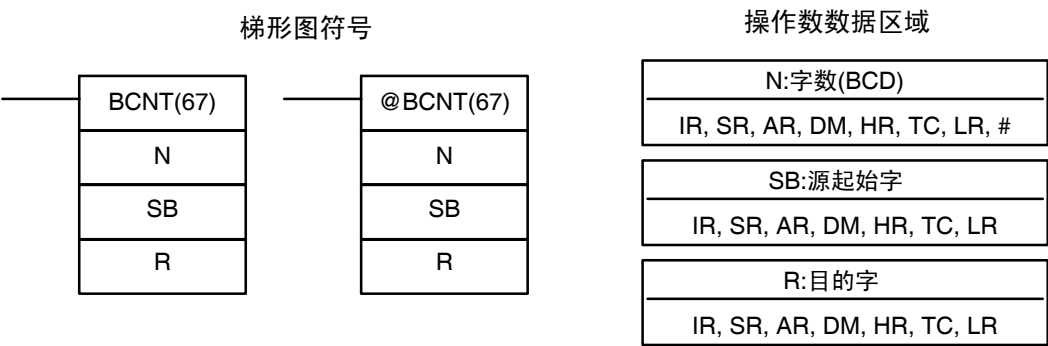 梯形图符号
BCNT(67)
N
SB
R
@BCNT(67)
N
SB
R
操作数数据区域
N:字数(BCD)
IR, SR, AR, DM, HR, TC, LR, #
SB:源起始字
IR, SR, AR, DM, HR, TC, LR
R:目的字
IR, SR, AR, DM, HR, TC, LR